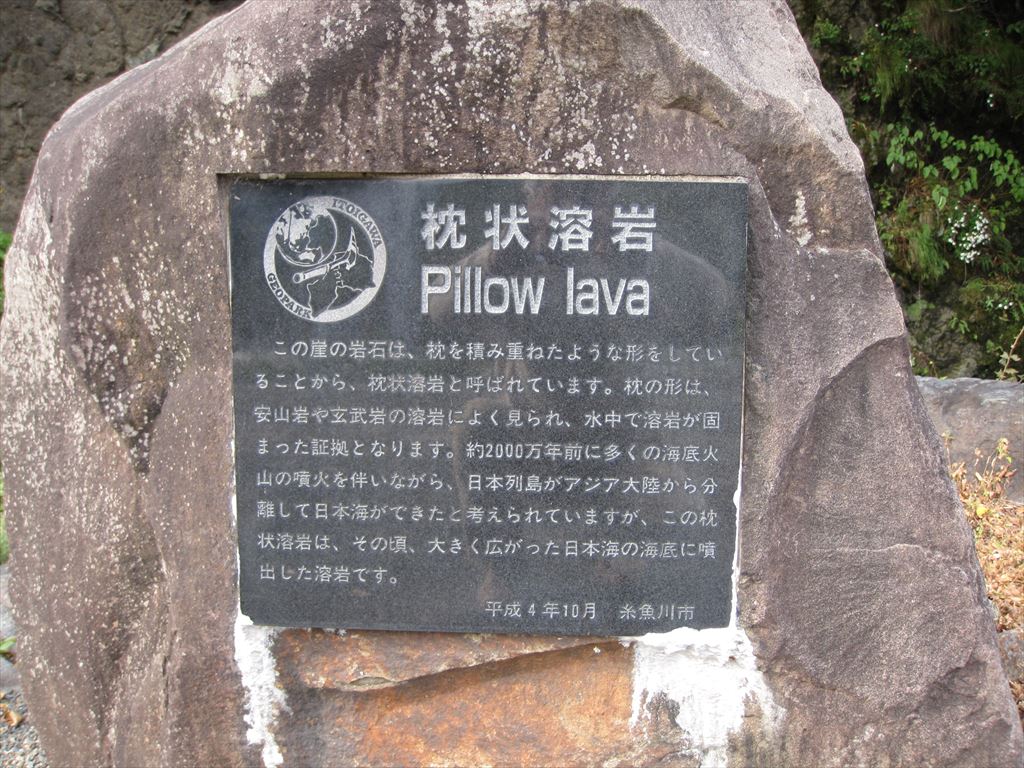 ITOIGAWA
GEOPARK
枕状溶岩
Pillow lava
この崖の岩石は、枕を積み重ねたような形をしてい
ることから、枕状溶岩と呼ばれています。枕の形は、
安山岩や玄武岩の溶岩によく見られ、水中で溶岩が固
まった証拠となります。約2000万年前に多くの海底火
山の噴火を伴いながら、日本列島がアジア大陸から分
離して日本海ができたと考えられていますが、この枕
状溶岩は、その頃、大きく広がった日本海の海底に噴
出した溶岩です。
平成4年10月 糸魚川市